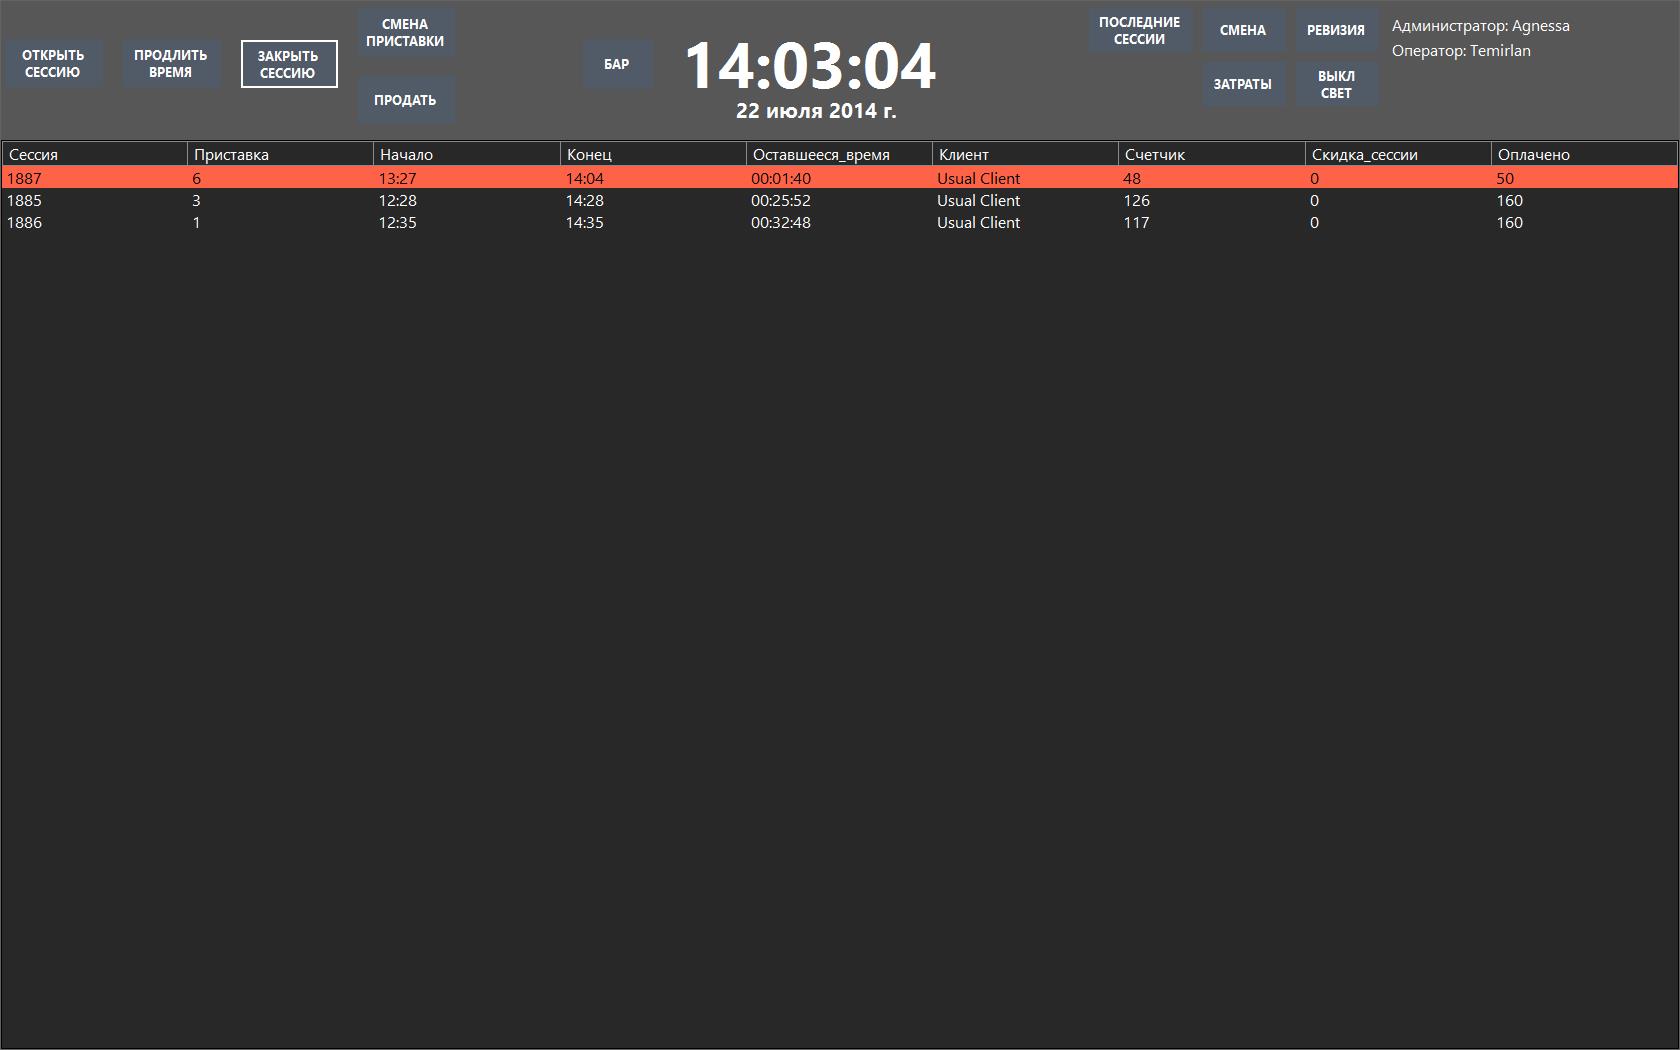 ОТКРЫТЬ
СЕССИЮ
ПРОДЛИТЬ
ВРЕМЯ
ЗАКРЫТЬ
СЕССИЮ
СМЕНА
ПРИСТАВКИ
ПРОДАТЬ
БАР
14:03:04
22 июля 2014 г.
ПОСЛЕДНИЕ
СЕССИИ
СМЕНА
РЕВИЗИЯ
ЗАТРАТЫ
ВЫКЛ
СВЕТ
Администратор: Agnessa
Оператор: Temirlan
Сессия Приставка Начало Конец Оставшееся_время Клиент Счетчик Скидка_сессии Оплачено
1887 6 13:27 14:04 00:01:40 Usual Client 48 0 50
1885 3 12:28 14:28 00:25:52 Usual Client 126 0 160
1886 1 12:35 14:35 00:32:48 Usual Client 117 0 160